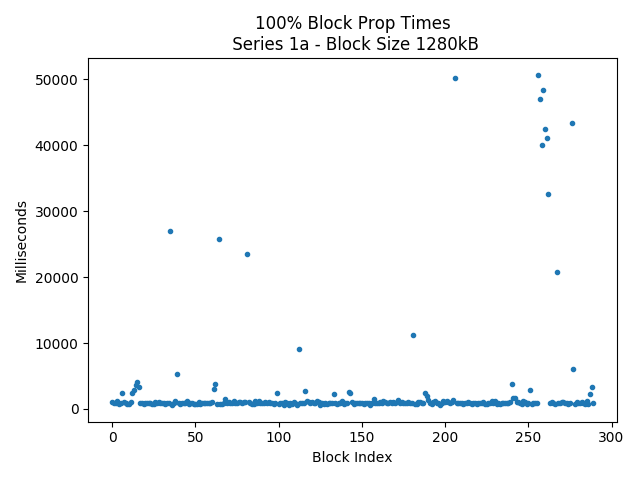 100% Block Prop Times
Series 1a - Block Size 1280kB
50000
40000
30000
20000
10000
0
Milliseconds
0 50 100 150 200 250 300
Block Index